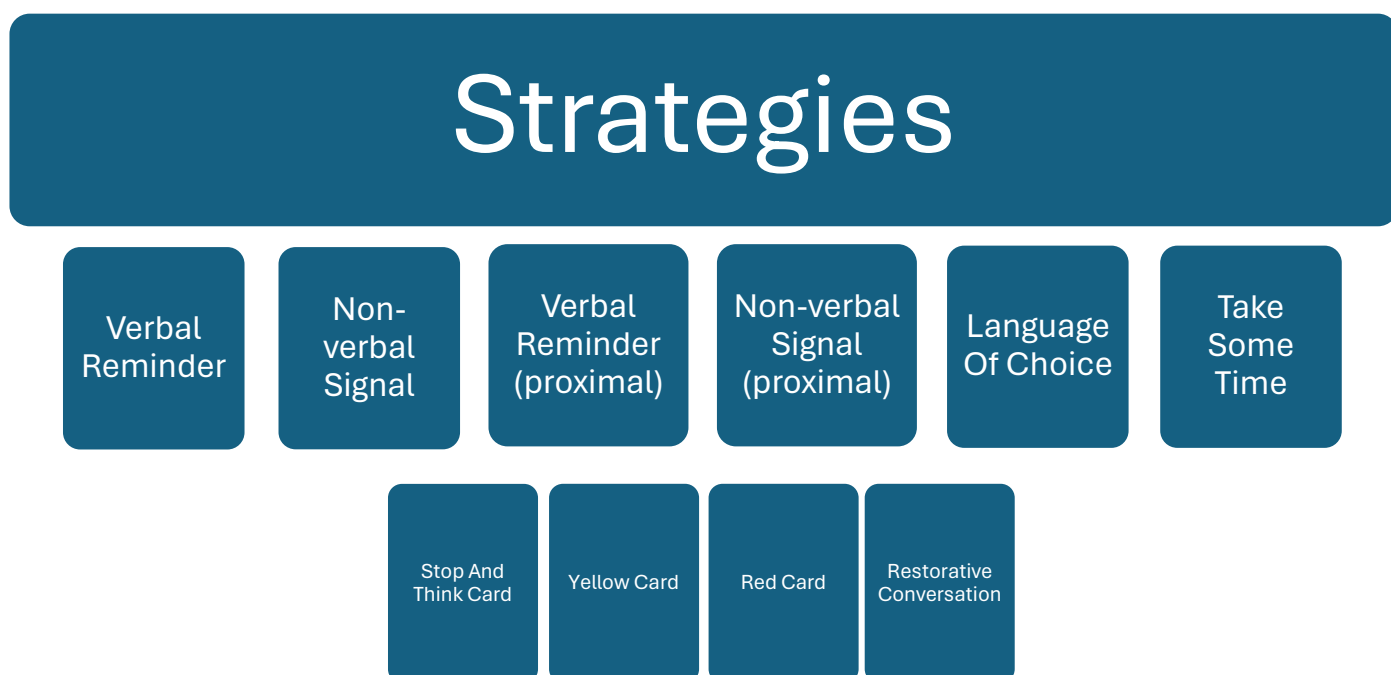 Strategies
Verbal
Reminder
Non-
verbal
Signal
Verbal
Reminder
(proximal)
Non-verbal
Signal
(proximal)
Language
Of Choice
Take
Some
Time
Stop And
Think Card
Yellow Card
Red Card
Restorative
Conversation